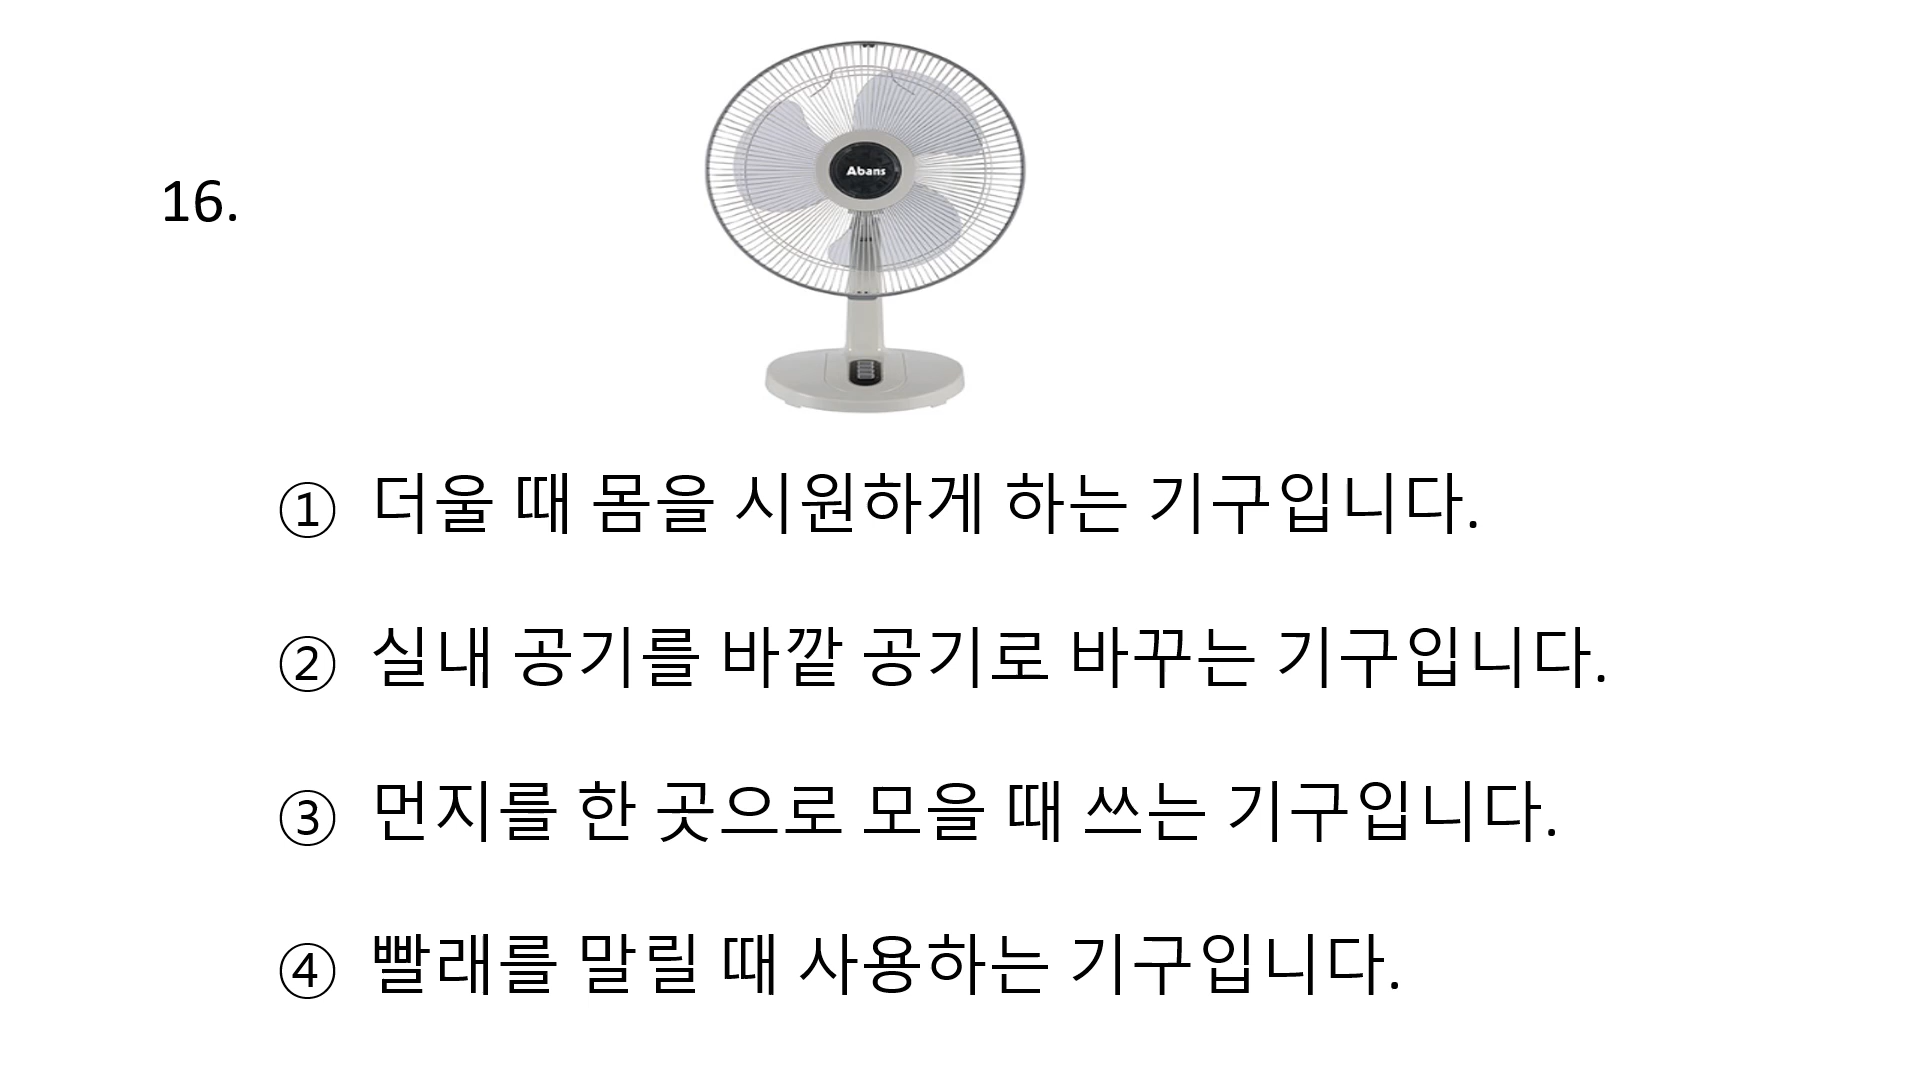 Abans
16.
① 더울 때 몸을 시원하게 하는 기구입니다.
② 실내 공기를 바깥 공기로 바꾸는 기구입니다.
③ 먼지를 한 곳으로 모을 때 쓰는 기구입니다.
④ 빨래를 말릴 때 사용하는 기구입니다.